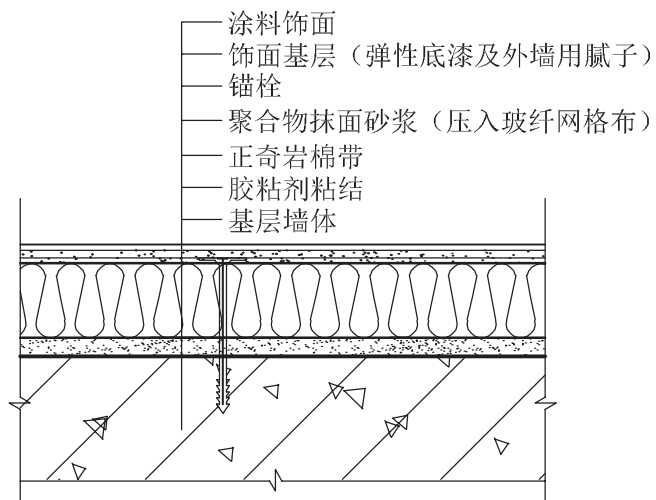 涂料饰面
饰面基层（弹性底漆及外墙用腻子）
锚栓
聚合物抹面砂浆（压入玻纤网格布）
正奇岩棉带
胶粘剂粘结
基层墙体